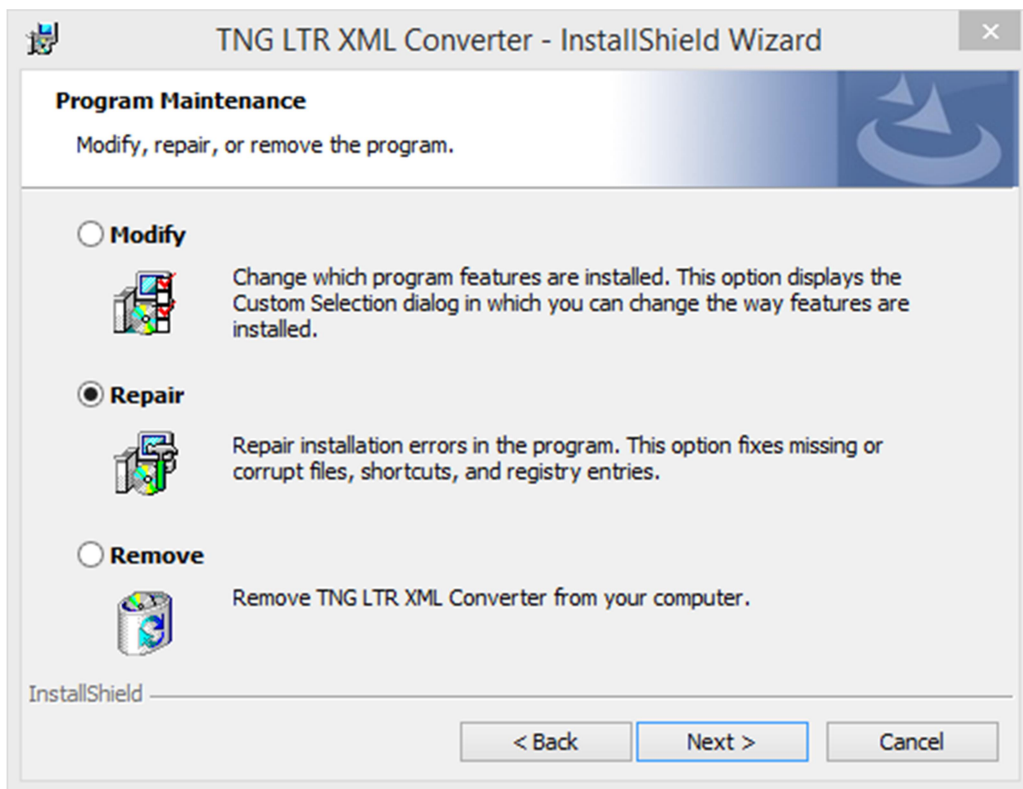 TNG LTR XML Converter - InstallShield Wizard
Program Maintenance
Modify, repair, or remove the program.
Modify
Change which program features are installed. This option displays the
Custom Selection dialog in which you can change the way features are
installed.
Repair
Repair installation errors in the program. This option fixes missing or
corrupt files, shortcuts, and registry entries.
Remove
Remove TNG LTR XML Converter from your computer.
InstallShield
< Back
Next >
Cancel